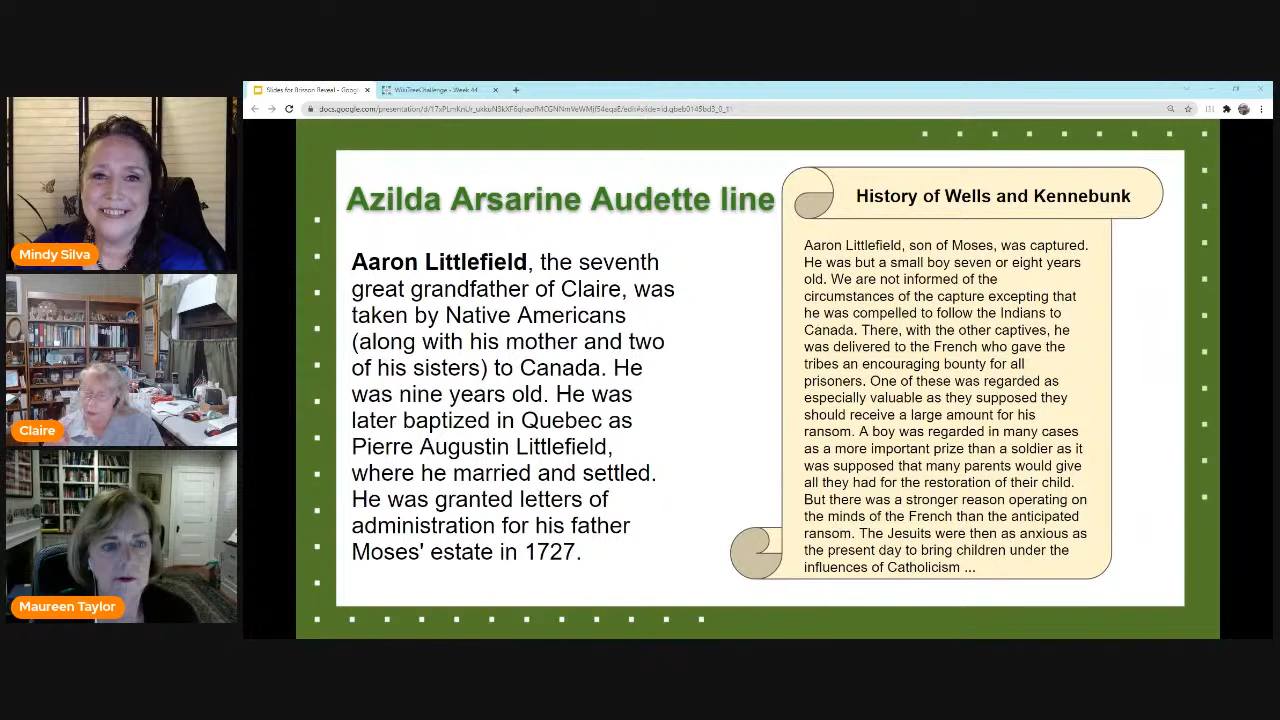 Slides for Brisson Reveal - Googl
WikiTreeChallenge - Week 44
Mindy Silva
Claire
Maureen Taylor
Azilda Arsarine Audette line
Aaron Littlefield, the seventh
great grandfather of Claire, was
taken by Native Americans
(along with his mother and two
of his sisters) to Canada. He
was nine years old. He was
later baptized in Quebec as
Pierre Augustin Littlefield,
where he married and settled.
He was granted letters of
administration for his father
Moses' estate in 1727.
History of Wells and Kennebunk
Aaron Littlefield, son of Moses, was captured.
He was but a small boy seven or eight years
old. We are not informed of the
circumstances of the capture excepting that
he was compelled to follow the Indians to
Canada. There, with the other captives, he
was delivered to the French who gave the
tribes an encouraging bounty for all
prisoners. One of these was regarded as
especially valuable as they supposed they
should receive a large amount for his
ransom. A boy was regarded in many cases
as a more important prize than a soldier as it
was supposed that many parents would give
all they had for the restoration of their child.
But there was a stronger reason operating on
the minds of the French than the anticipated
ransom. The Jesuits were then as anxious as
the present day to bring children under the
influences of Catholicism ...